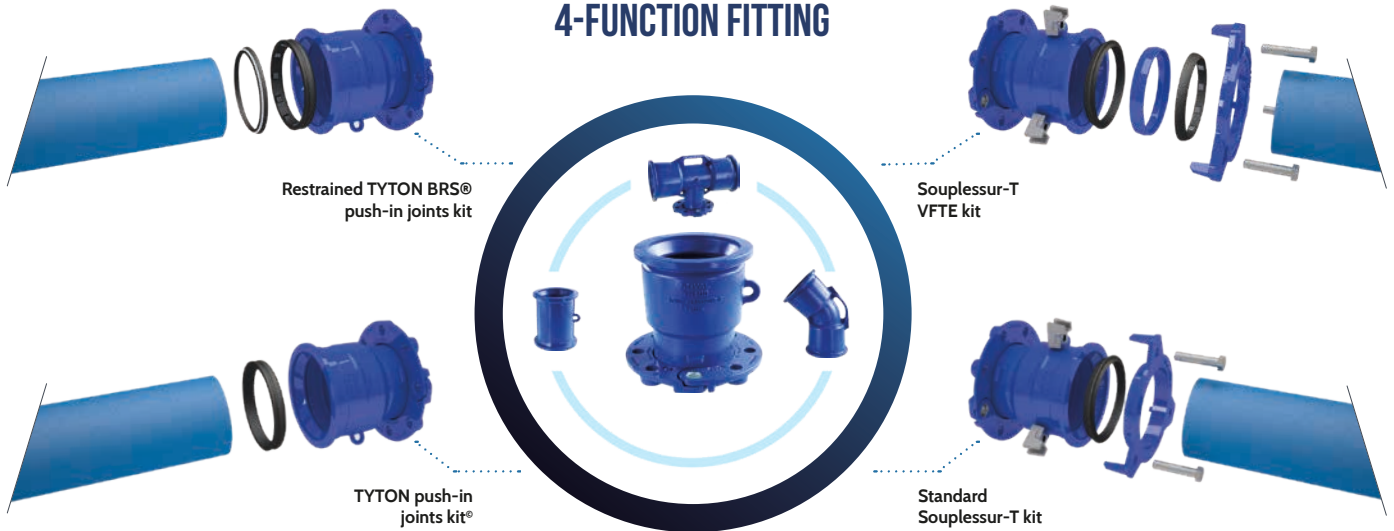 4-FUNCTION FITTING
Restrained TYTON BRS®
push-in joints kit
Souplessur-T
VFTE kit
TYTON push-in
joints kit©
Standard
Souplessur-T kit